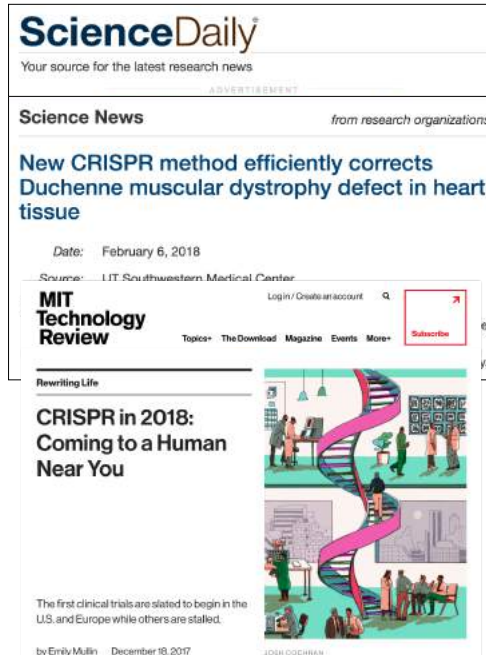 ScienceDaily
Your source for the latest research news
ADVERTISEMENT
Science News
from research organizations
New CRISPR method efficiently corrects
Duchenne muscular dystrophy defect in heart
tissue
Date: February 6, 2018
Source: UT Southwestern Medical Center
MIT
Technology
Review
Log in / Create an account
Topics+ The Download Magazine Events More+
Subscribe
Rewriting Life
CRISPR in 2018:
Coming to a Human
Near You
The first clinical trials are slated to begin in the
U.S. and Europe while others are stalled.
by Emily Mullin December 18, 2017
JOSH COCHRAN